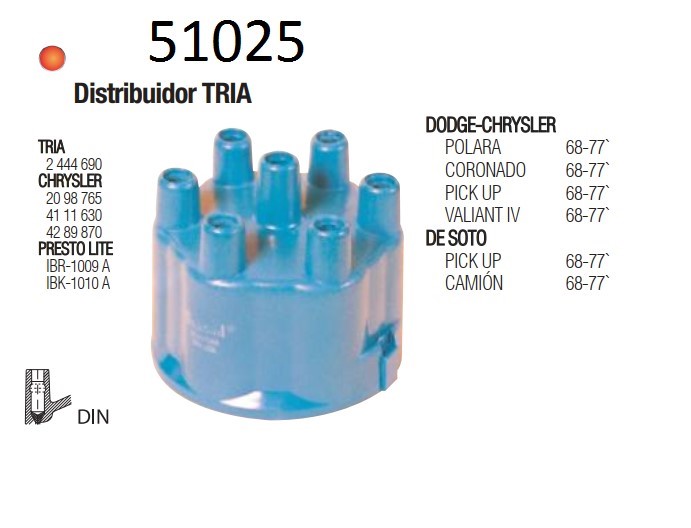 51025
Distribuidor TRIA
TRIA
2 444 690
CHRYSLER
20 98 765
41 11 630
42 89 870
PRESTO LITE
IBR-1009 A
IBK-1010 A
DIN
DODGE-CHRYSLER
POLARA 68-77`
CORONADO 68-77`
PICK UP 68-77`
VALIANT IV 68-77`
DE SOTO
PICK UP 68-77`
CAMIÓN 68-77`